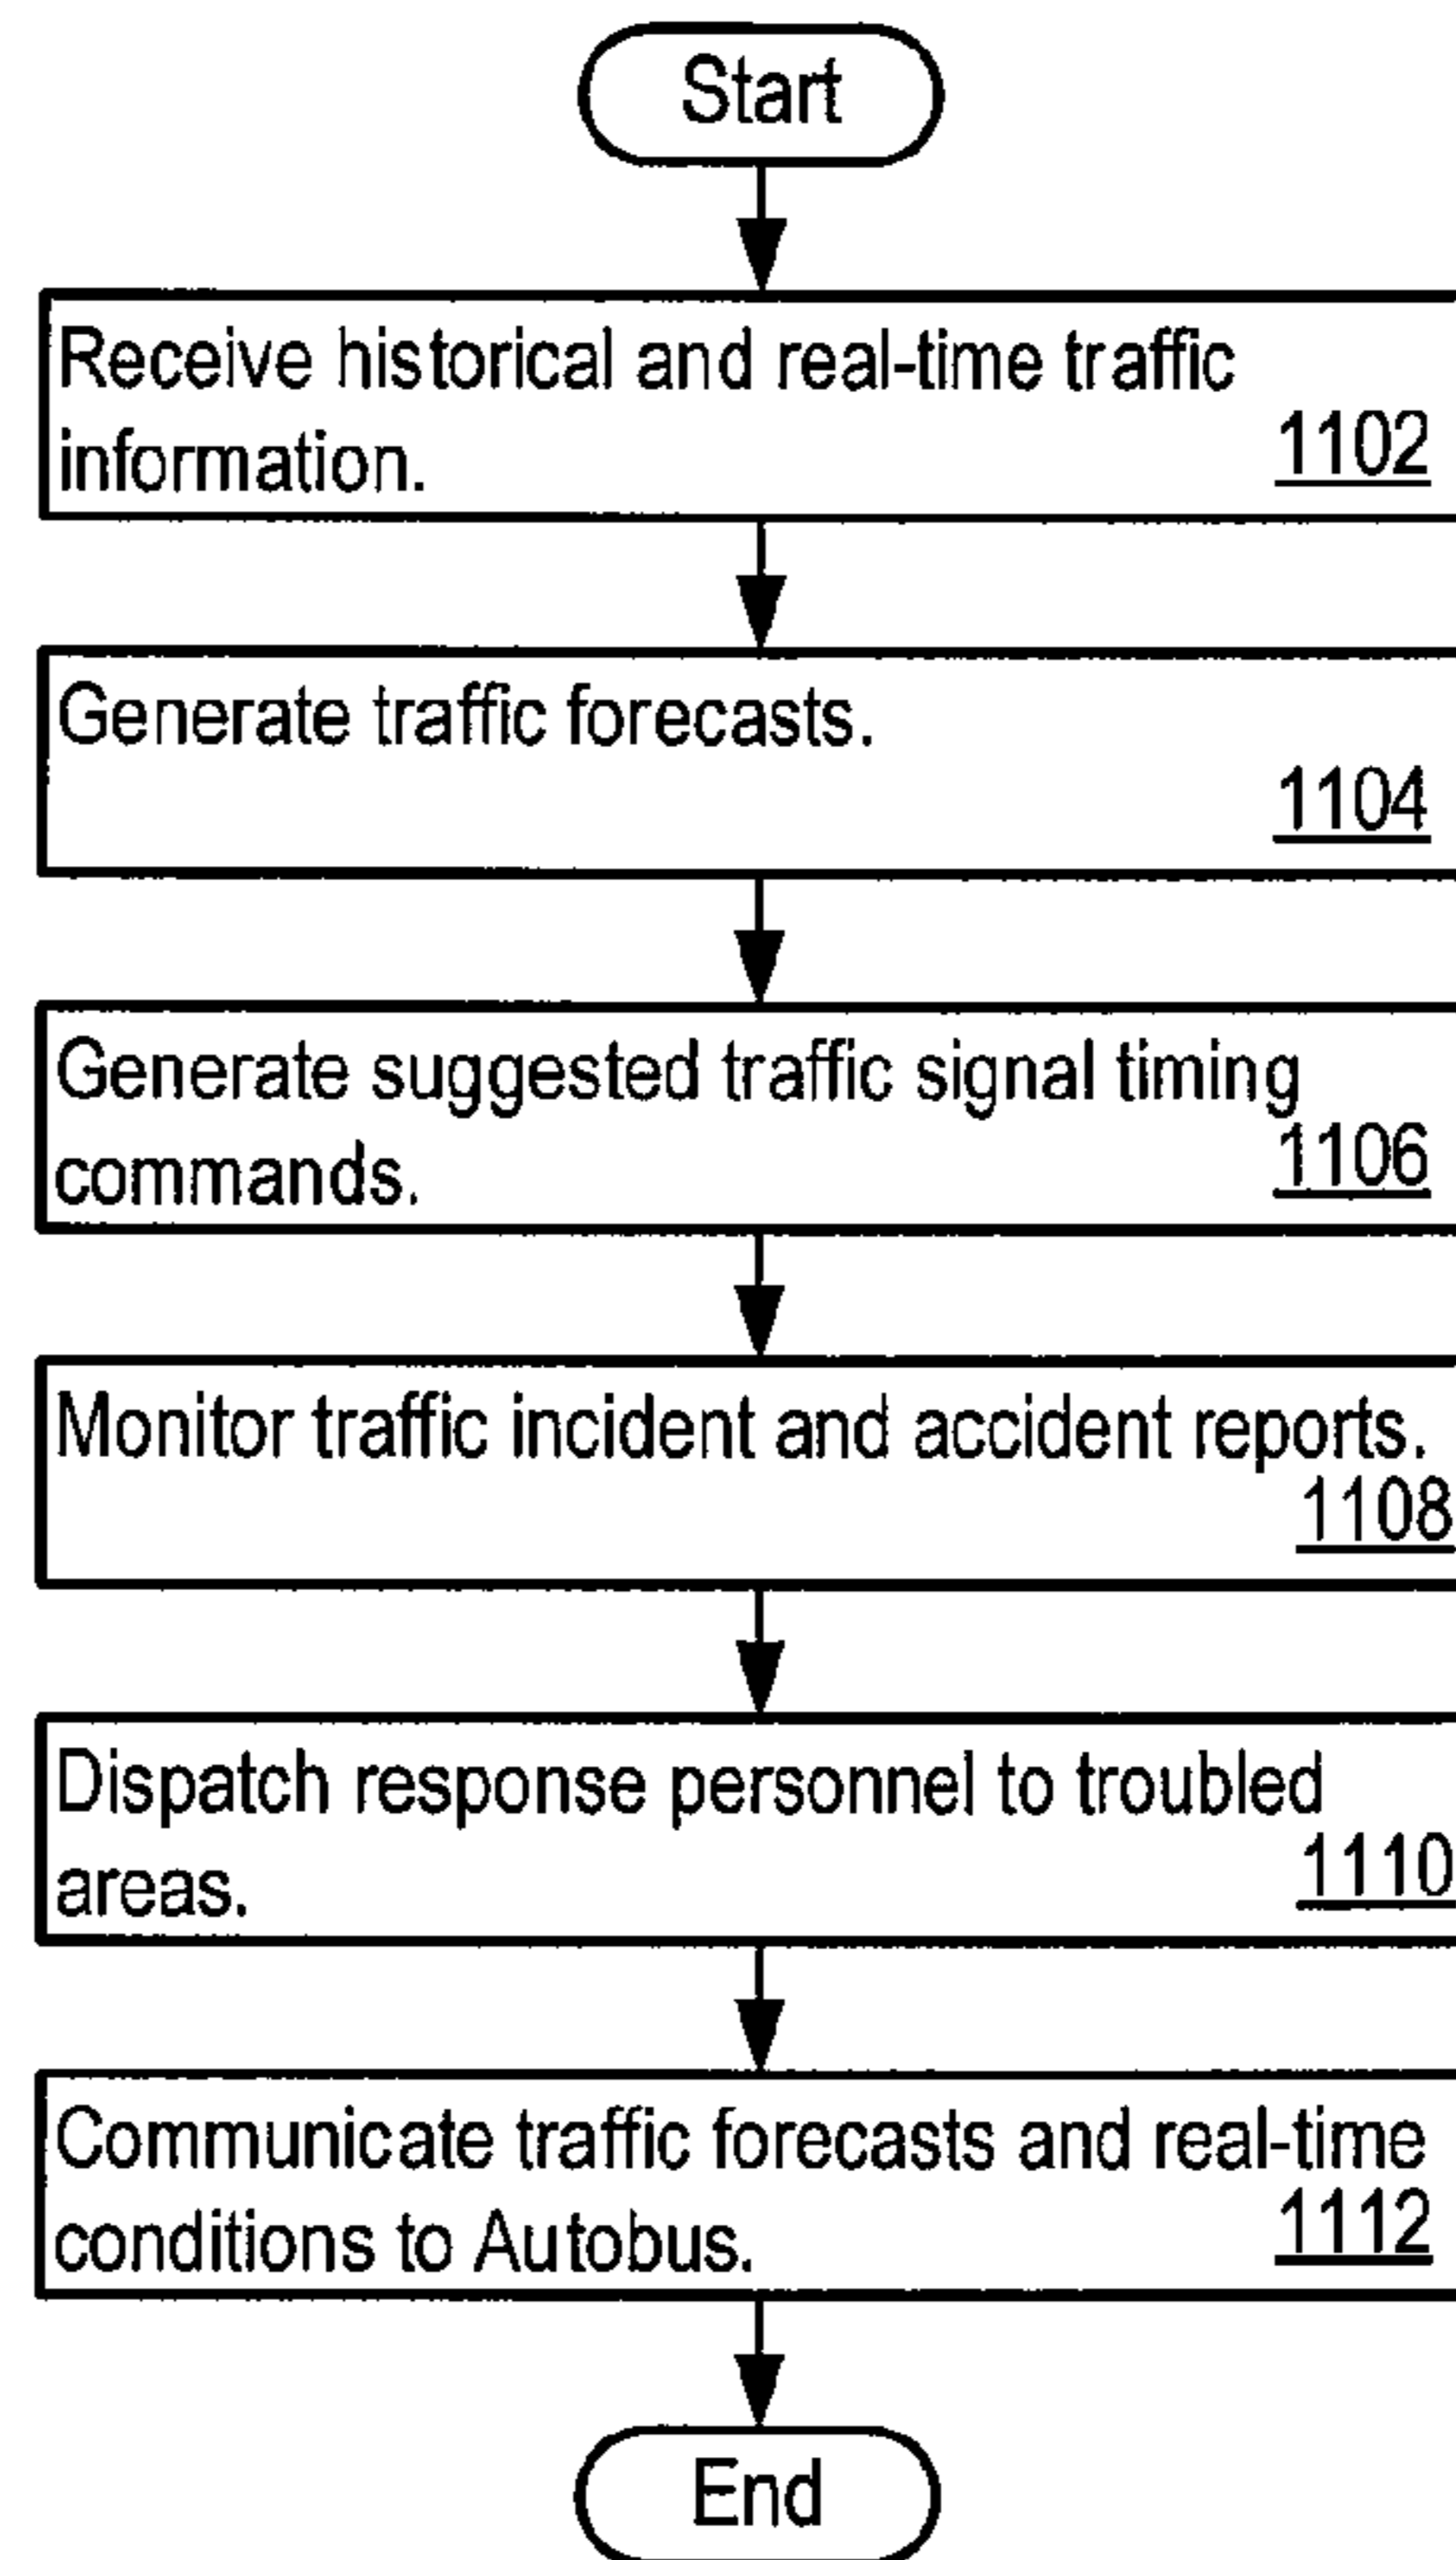 Start
Receive historical and real-time traffic
information.
1102
Generate traffic forecasts.
1104
Generate suggested traffic signal timing
commands.
1106
Monitor traffic incident and accident reports.
1108
Dispatch response personnel to troubled
areas.
1110
Communicate traffic forecasts and real-time
conditions to Autobus.
1112
End